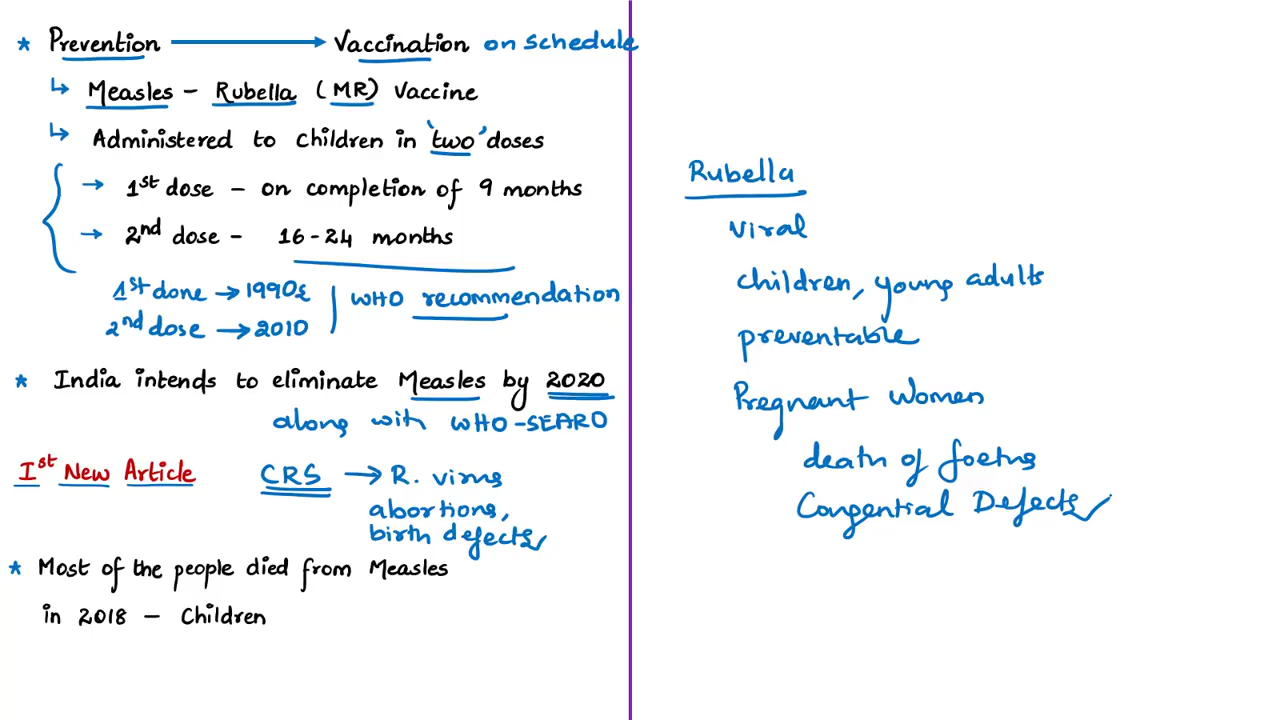 * Prevention → Vaccination on schedule
↳ Measles - Rubella (MR) Vaccine
↳ Administered to children in 'two' doses
→ 1st dose - on completion of 9 months
→ 2nd dose - 16-24 months
1st done → 1990s
2nd dose → 2010
WHO recommendation
* India intends to eliminate Measles by 2020
along with WHO-SEARO
Ist New Article
CRS → R. virus
abortions,
birth defects
* Most of the people died from Measles
in 2018 - Children
Rubella
Viral
children, young adults
preventable
Pregnant Women
death of foetus
Congential Defects